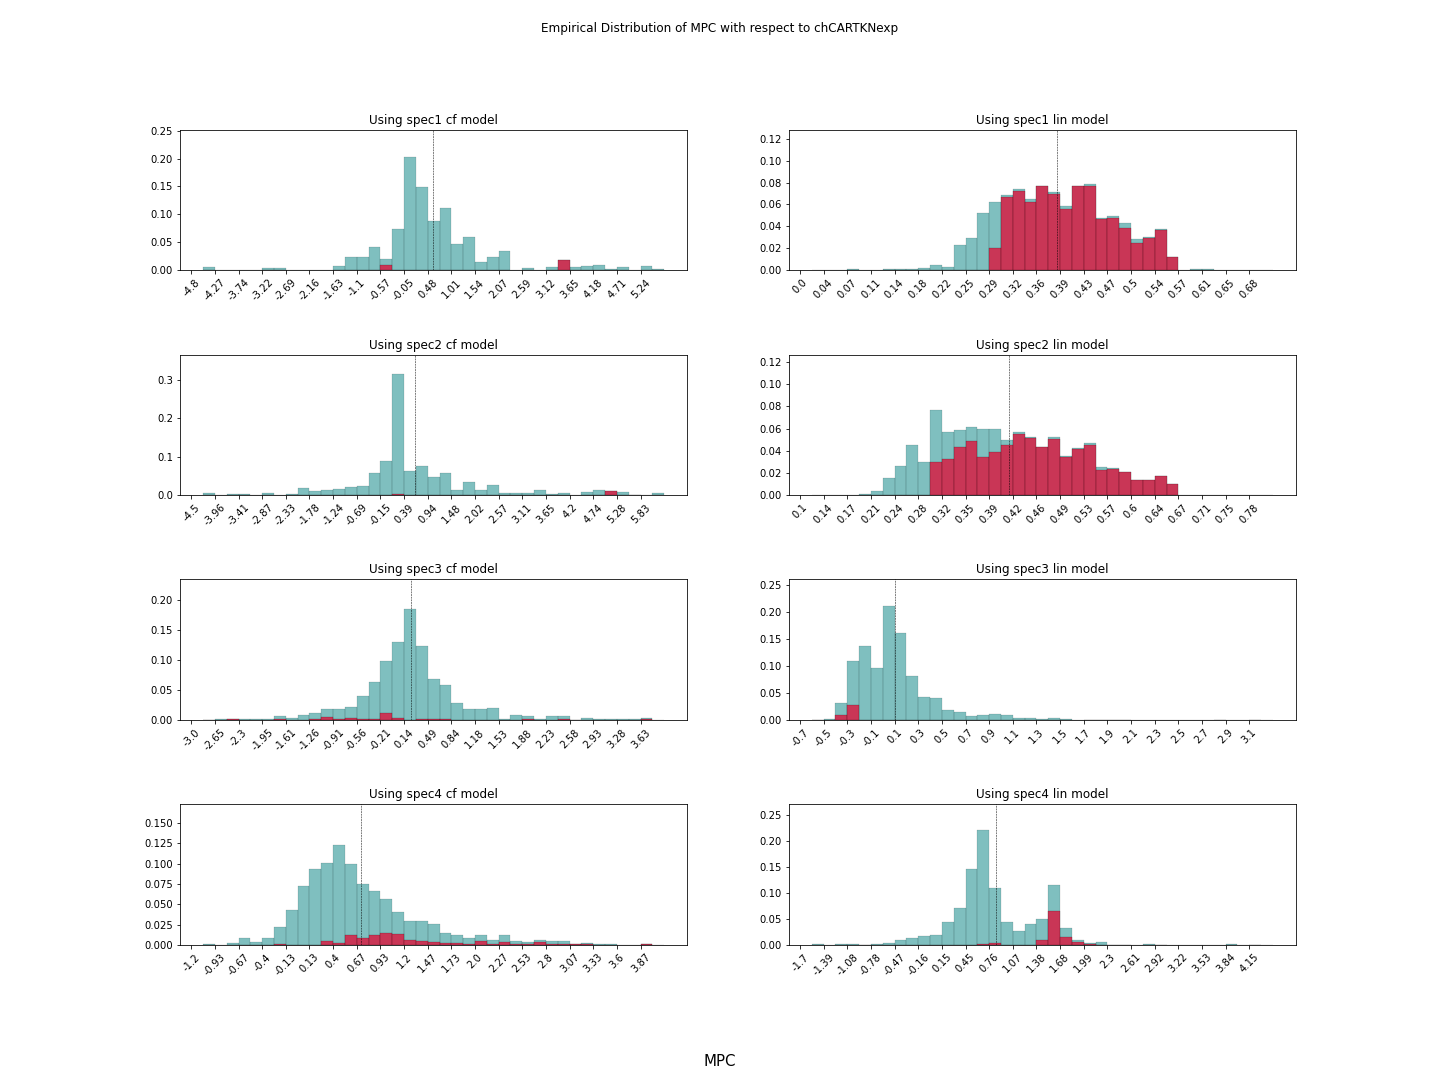 Empirical Distribution of MPC with respect to chCARTKNexp
Using spec1 cf model
0.25
0.20
0.15
0.10
0.05
0.00
-4.8 -4.27 -3.74 -3.22 -2.69 -2.16 -1.63 -1.1 -0.57 -0.05 0.48 1.01 1.54 2.07 2.59 3.12 3.65 4.18 4.71 5.24
Using spec1 lin model
0.12
0.10
0.08
0.06
0.04
0.02
0.00
0.0 0.04 0.07 0.11 0.14 0.18 0.22 0.25 0.29 0.32 0.36 0.39 0.43 0.47 0.5 0.54 0.57 0.61 0.65 0.68
Using spec2 cf model
0.3
0.2
0.1
0.0
-4.5 -3.96 -3.41 -2.87 -2.33 -1.78 -1.24 -0.69 -0.15 0.39 0.94 1.48 2.02 2.57 3.11 3.65 4.2 4.74 5.28 5.83
Using spec2 lin model
0.12
0.10
0.08
0.06
0.04
0.02
0.00
0.1 0.14 0.17 0.21 0.24 0.28 0.32 0.35 0.39 0.42 0.46 0.49 0.53 0.57 0.6 0.64 0.67 0.71 0.75 0.78
Using spec3 cf model
0.20
0.15
0.10
0.05
0.00
-3.0 -2.65 -2.3 -1.95 -1.61 -1.26 -0.91 -0.56 -0.21 0.14 0.49 0.84 1.18 1.53 1.88 2.23 2.58 2.93 3.28 3.63
Using spec3 lin model
0.25
0.20
0.15
0.10
0.05
0.00
-0.7 -0.5 -0.3 -0.1 0.1 0.3 0.5 0.7 0.9 1.1 1.3 1.5 1.7 1.9 2.1 2.3 2.5 2.7 2.9 3.1
Using spec4 cf model
0.150
0.125
0.100
0.075
0.050
0.025
0.000
-1.2 -0.93 -0.67 -0.4 -0.13 0.13 0.4 0.67 0.93 1.2 1.47 1.73 2.0 2.27 2.53 2.8 3.07 3.33 3.6 3.87
Using spec4 lin model
0.25
0.20
0.15
0.10
0.05
0.00
-1.7 -1.39 -1.08 -0.78 -0.47 -0.16 0.15 0.45 0.76 1.07 1.38 1.68 1.99 2.3 2.61 2.92 3.22 3.53 3.84 4.15
MPC